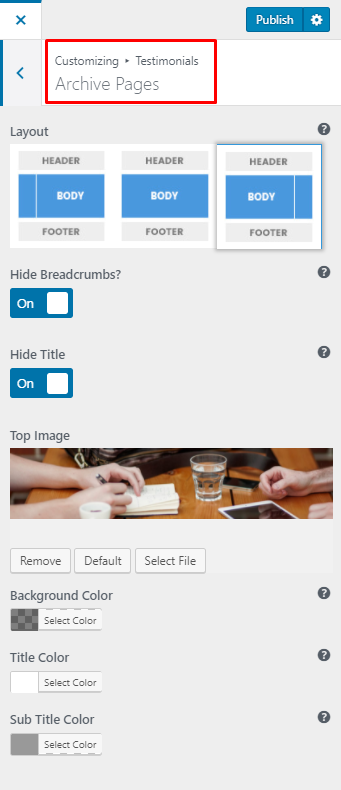 Publish
Customizing ▸ Testimonials
Archive Pages
Layout
HEADER HEADER HEADER
BODY BODY BODY
FOOTER FOOTER FOOTER
Hide Breadcrumbs?
On
Hide Title
On
Top Image
Remove Default Select File
Background Color
Select Color
Title Color
Select Color
Sub Title Color
Select Color